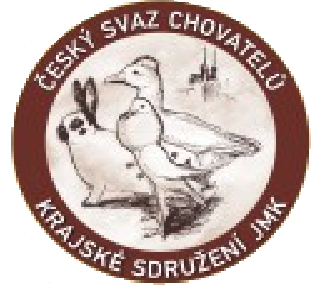 ČESKÝ SVAZ CHOVATELŮ
KRAJSKÉ SDRUŽENÍ JMK